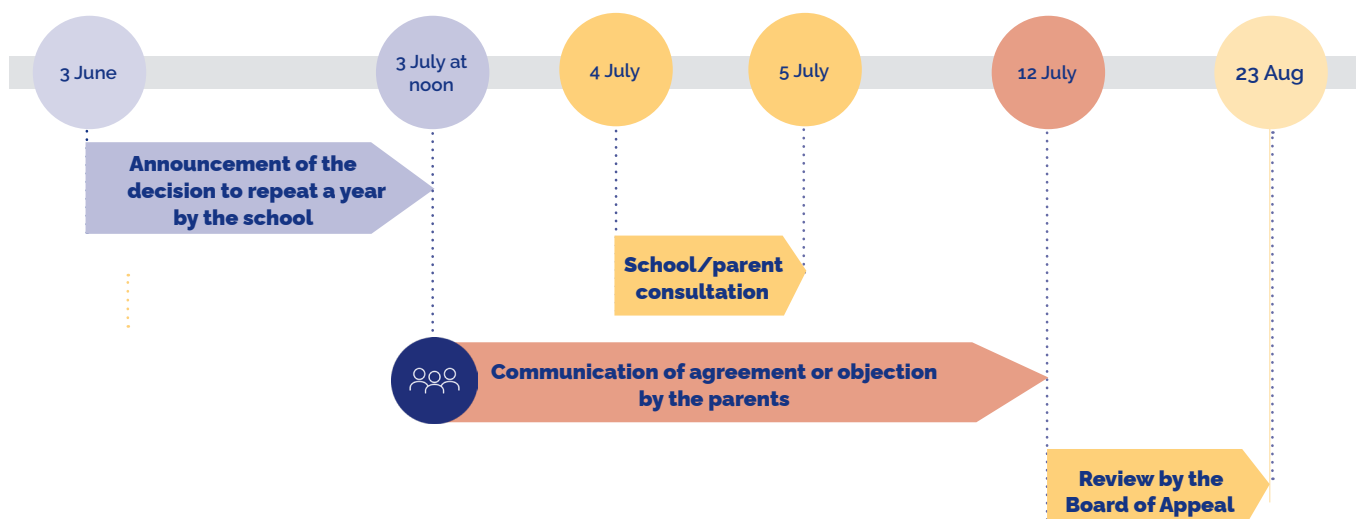 3 June
3 July at
noon
4 July
5 July
12 July
23 Aug
Announcement of the
decision to repeat a year
by the school
School/parent
consultation
Communication of agreement or objection
by the parents
Review by the
Board of Appeal